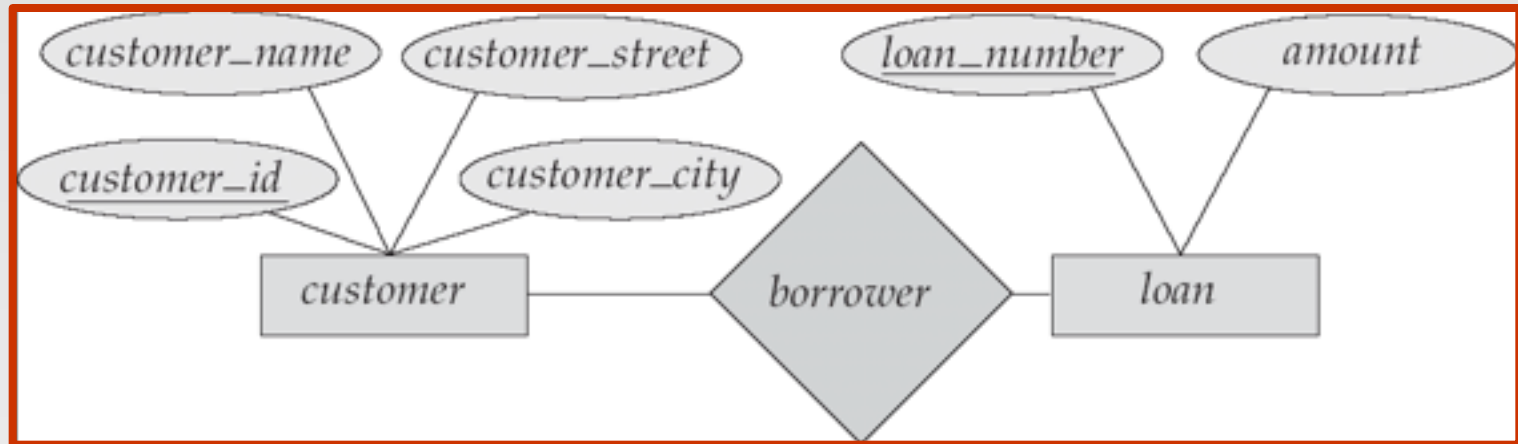 customer_name customer_street loan_number amount
customer_id customer_city
customer borrower loan